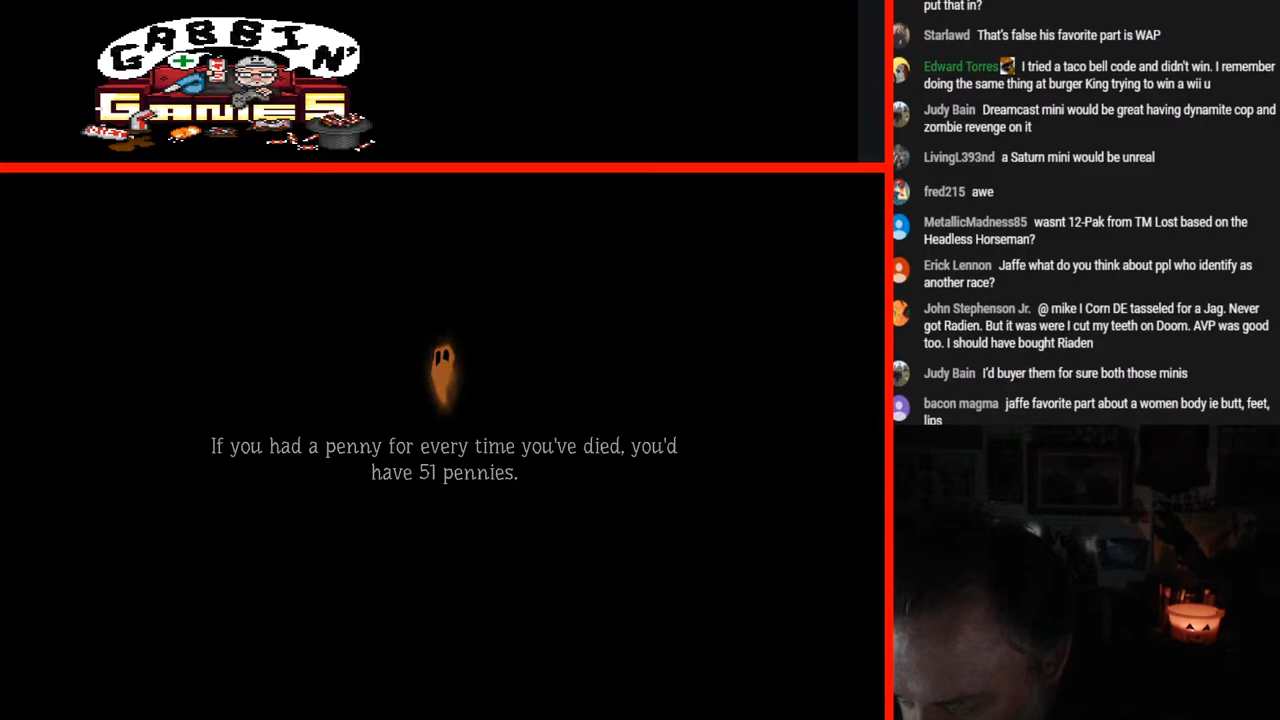 GABBIN'
GAMES
If you had a penny for every time you've died, you'd
have 51 pennies.
put that in?
Starlawd That's false his favorite part is WAP
Edward Torres I tried a taco bell code and didn't win. I remember
doing the same thing at burger King trying to win a wii u
Judy Bain Dreamcast mini would be great having dynamite cop and
zombie revenge on it
LivingL393nd a Saturn mini would be unreal
fred215 awe
MetallicMadness85 wasnt 12-Pak from TM Lost based on the
Headless Horseman?
Erick Lennon Jaffe what do you think about ppl who identify as
another race?
John Stephenson Jr. @ mike I Corn DE tasseled for a Jag. Never
got Radien. But it was were I cut my teeth on Doom. AVP was good
too. I should have bought Riaden
Judy Bain I'd buyer them for sure both those minis
bacon magma jaffe favorite part about a women body ie butt, feet,
lips